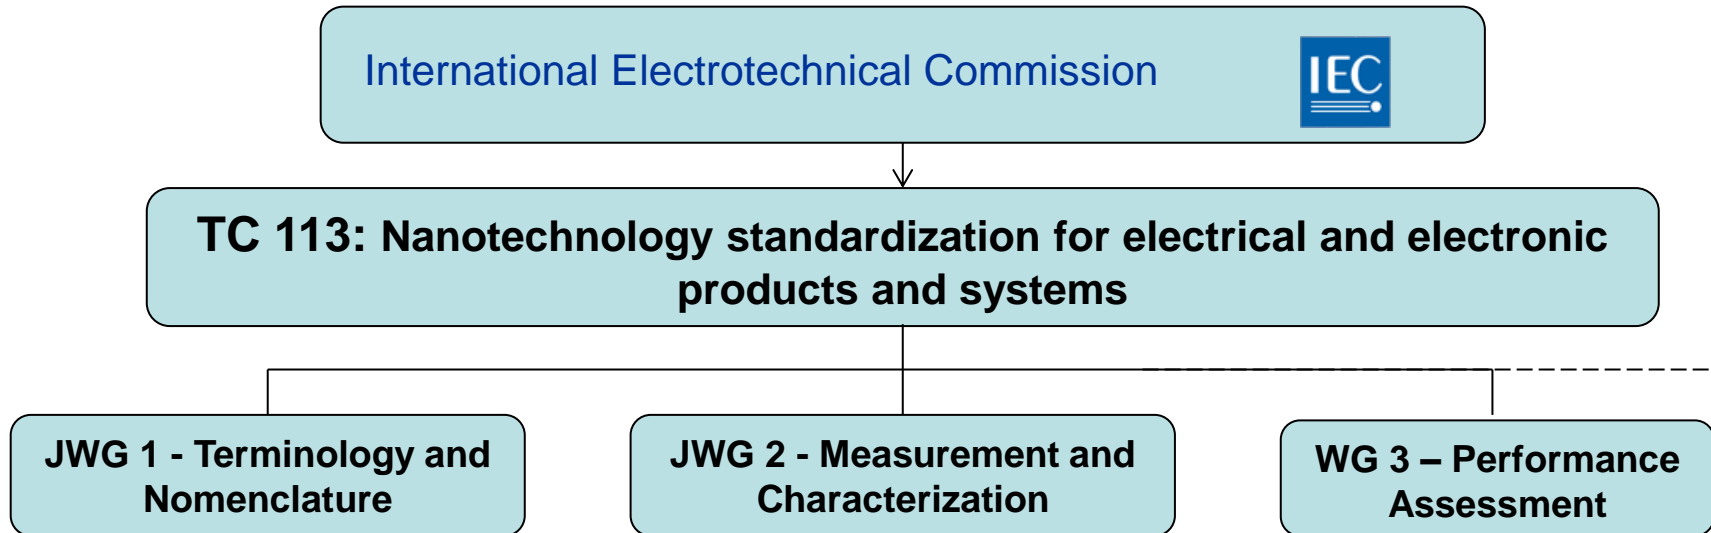 International Electrotechnical Commission
IEC
TC 113: Nanotechnology standardization for electrical and electronic
products and systems
JWG 1 - Terminology and
Nomenclature
JWG 2 - Measurement and
Characterization
WG 3 – Performance
Assessment